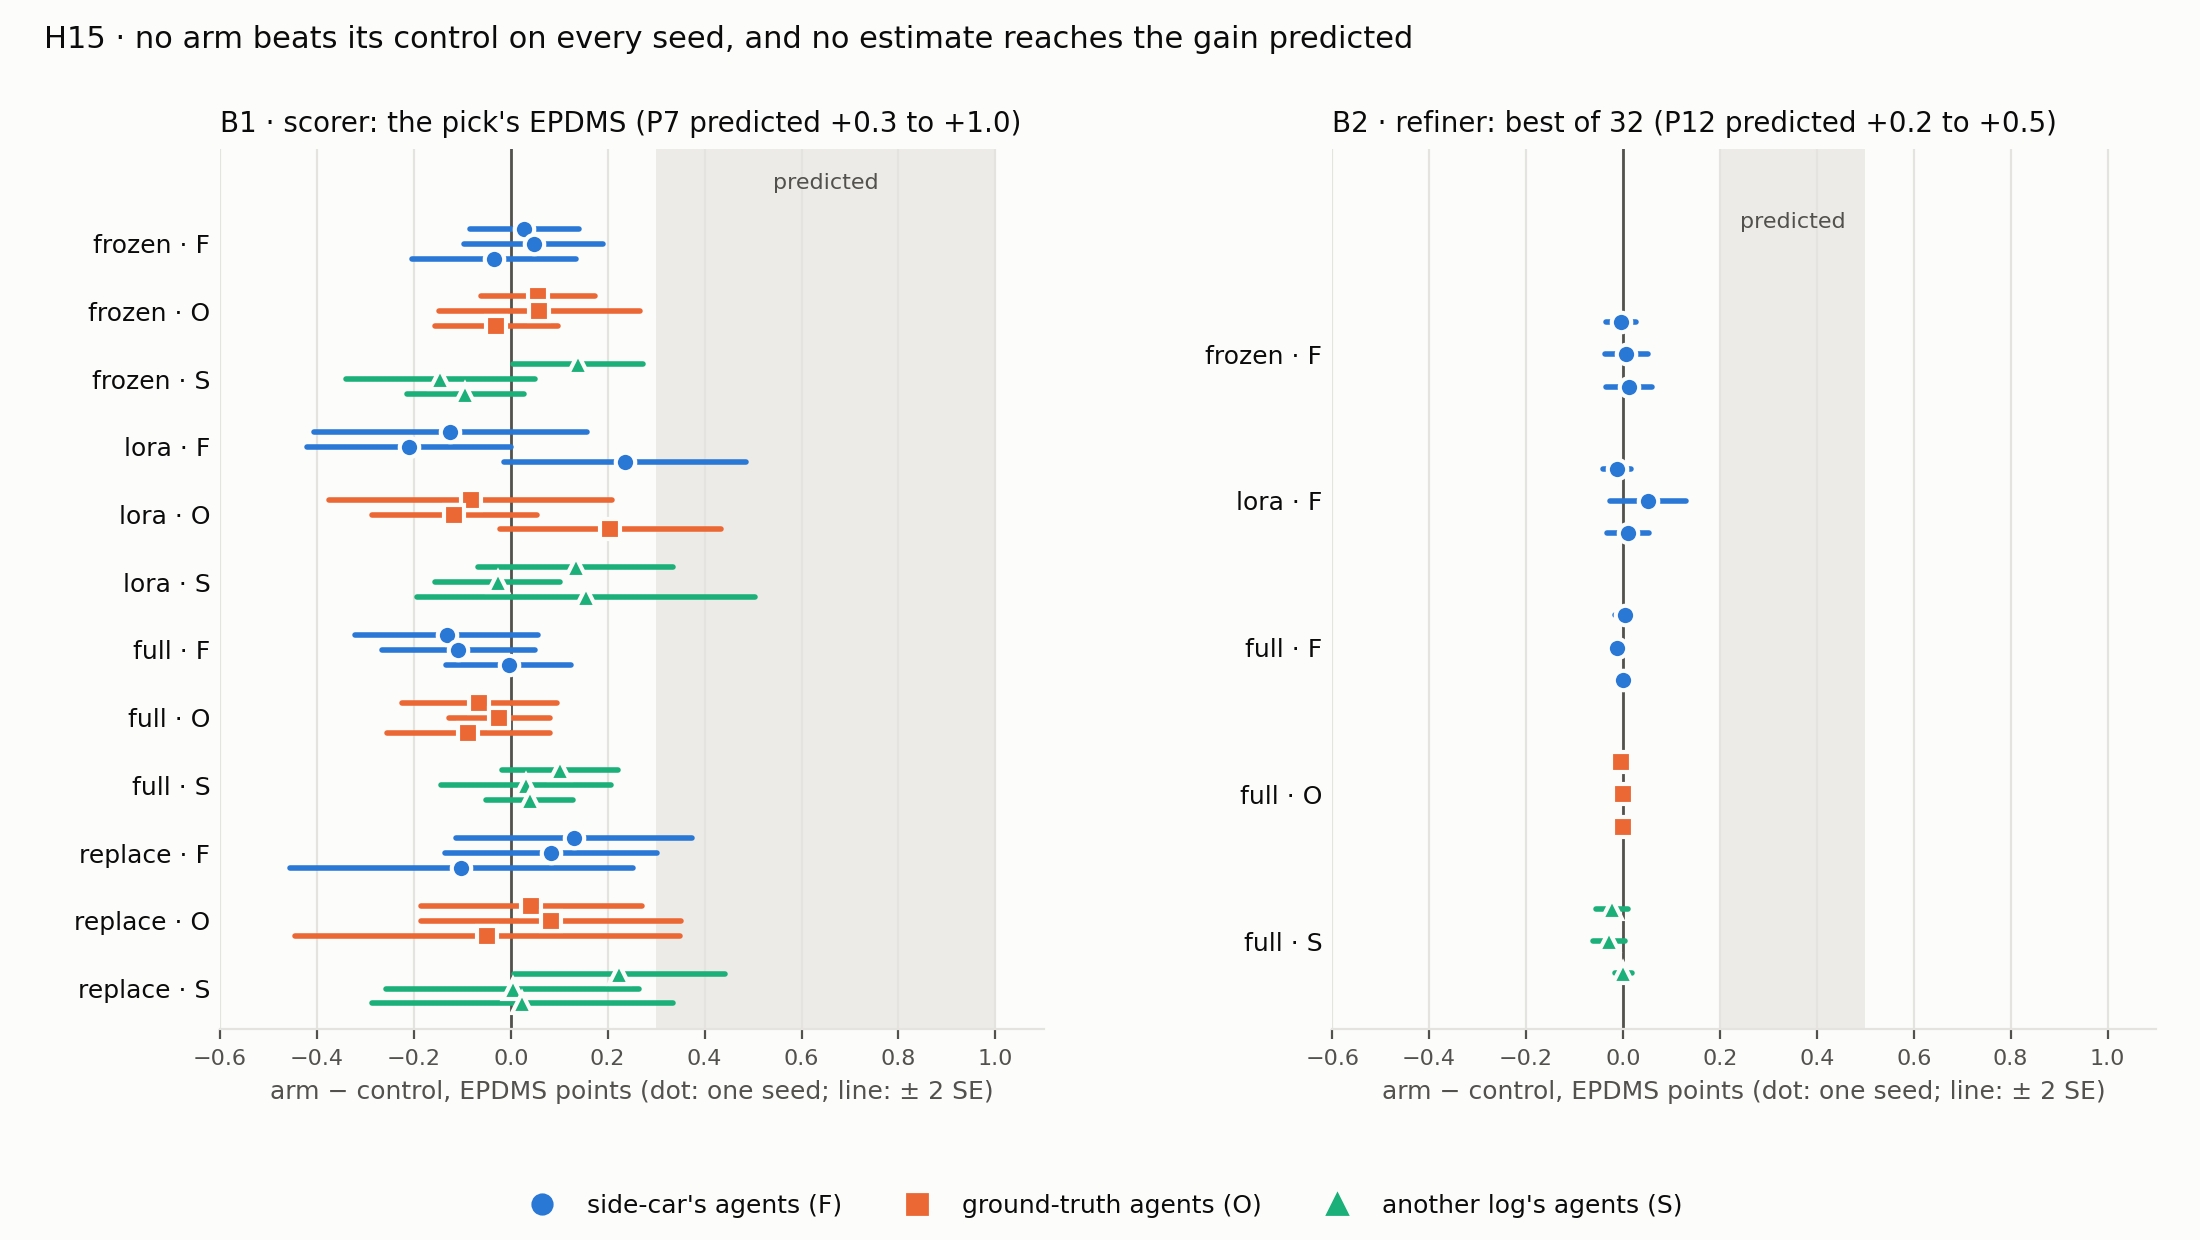 H15 · no arm beats its control on every seed, and no estimate reaches the gain predicted
B1 · scorer: the pick's EPDMS (P7 predicted +0.3 to +1.0)
predicted
frozen · F
frozen · O
frozen · S
lora · F
lora · O
lora · S
full · F
full · O
full · S
replace · F
replace · O
replace · S
−0.6 −0.4 −0.2 0.0 0.2 0.4 0.6 0.8 1.0
arm − control, EPDMS points (dot: one seed; line: ± 2 SE)
B2 · refiner: best of 32 (P12 predicted +0.2 to +0.5)
predicted
frozen · F
lora · F
full · F
full · O
full · S
−0.6 −0.4 −0.2 0.0 0.2 0.4 0.6 0.8 1.0
arm − control, EPDMS points (dot: one seed; line: ± 2 SE)
side-car's agents (F) ground-truth agents (O) another log's agents (S)